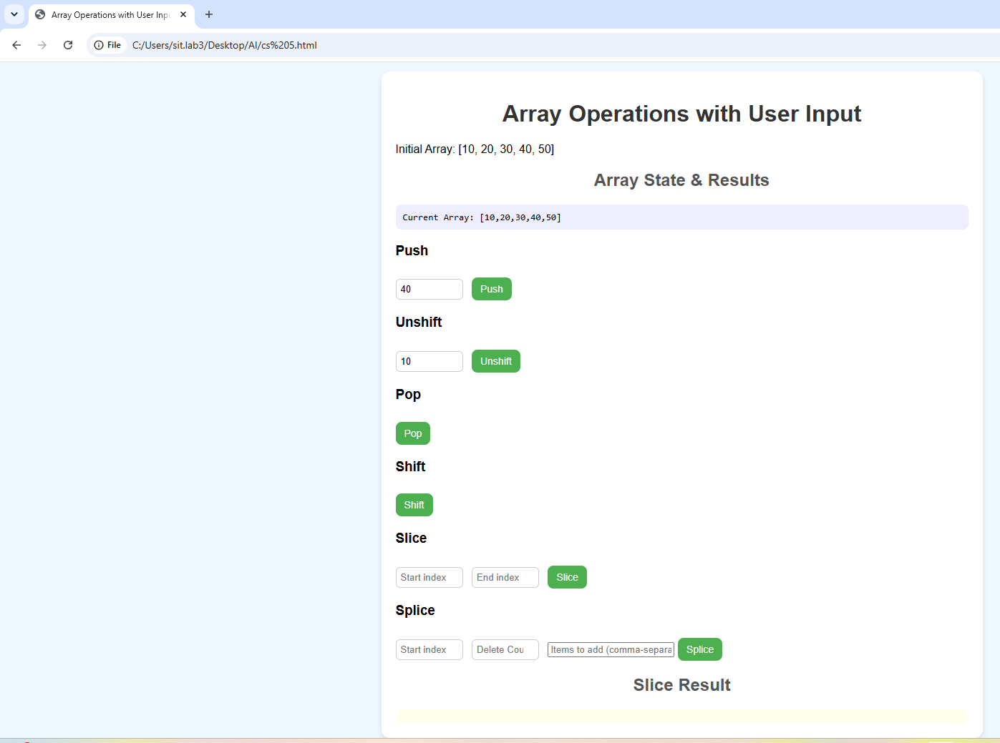 Array Operations with User Inpu
File C:/Users/sit.lab3/Desktop/AI/cs%205.html
Array Operations with User Input
Initial Array: [10, 20, 30, 40, 50]
Array State & Results
Current Array: [10,20,30,40,50]
Push
40 Push
Unshift
10 Unshift
Pop
Pop
Shift
Shift
Slice
Start index End index Slice
Splice
Start index Delete Cou Items to add (comma-separa Splice
Slice Result